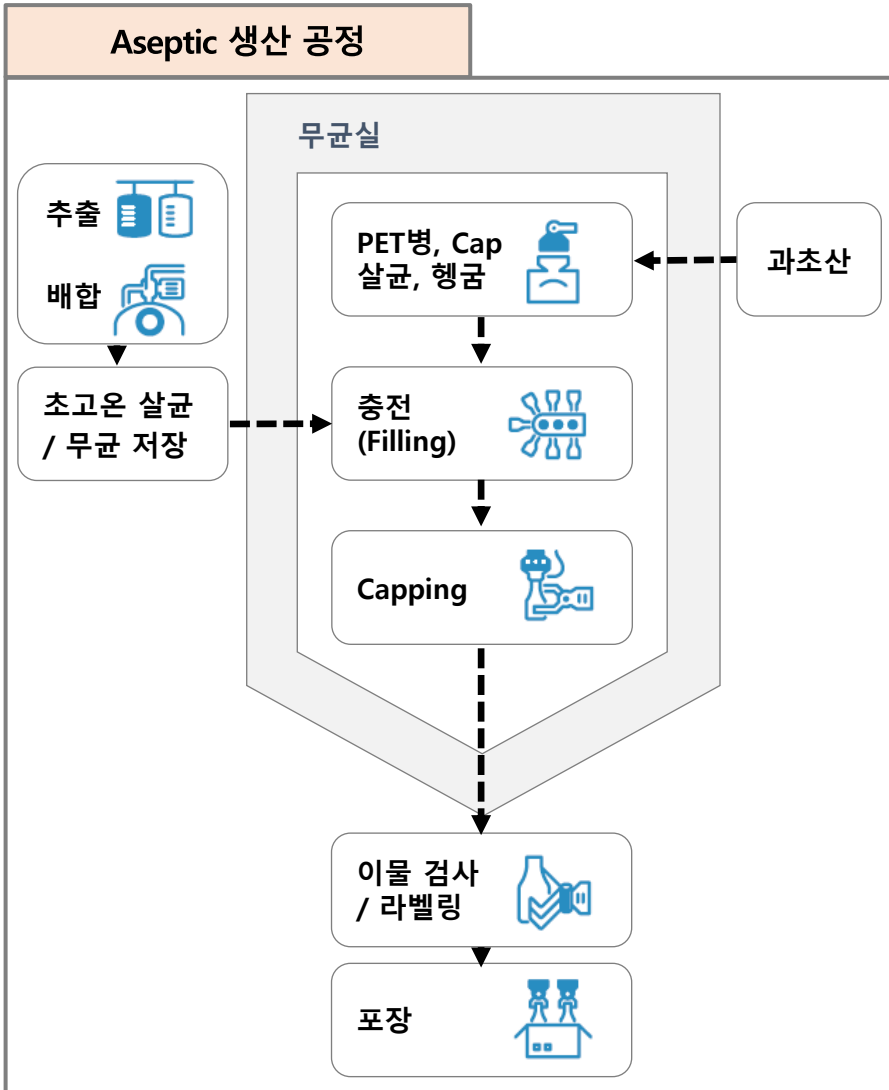 Aseptic 생산 공정
무균실
추출
배합
초고온 살균
/ 무균 저장
PET병, Cap
살균, 헹굼
과초산
충전
(Filling)
Capping
이물 검사
/ 라벨링
포장